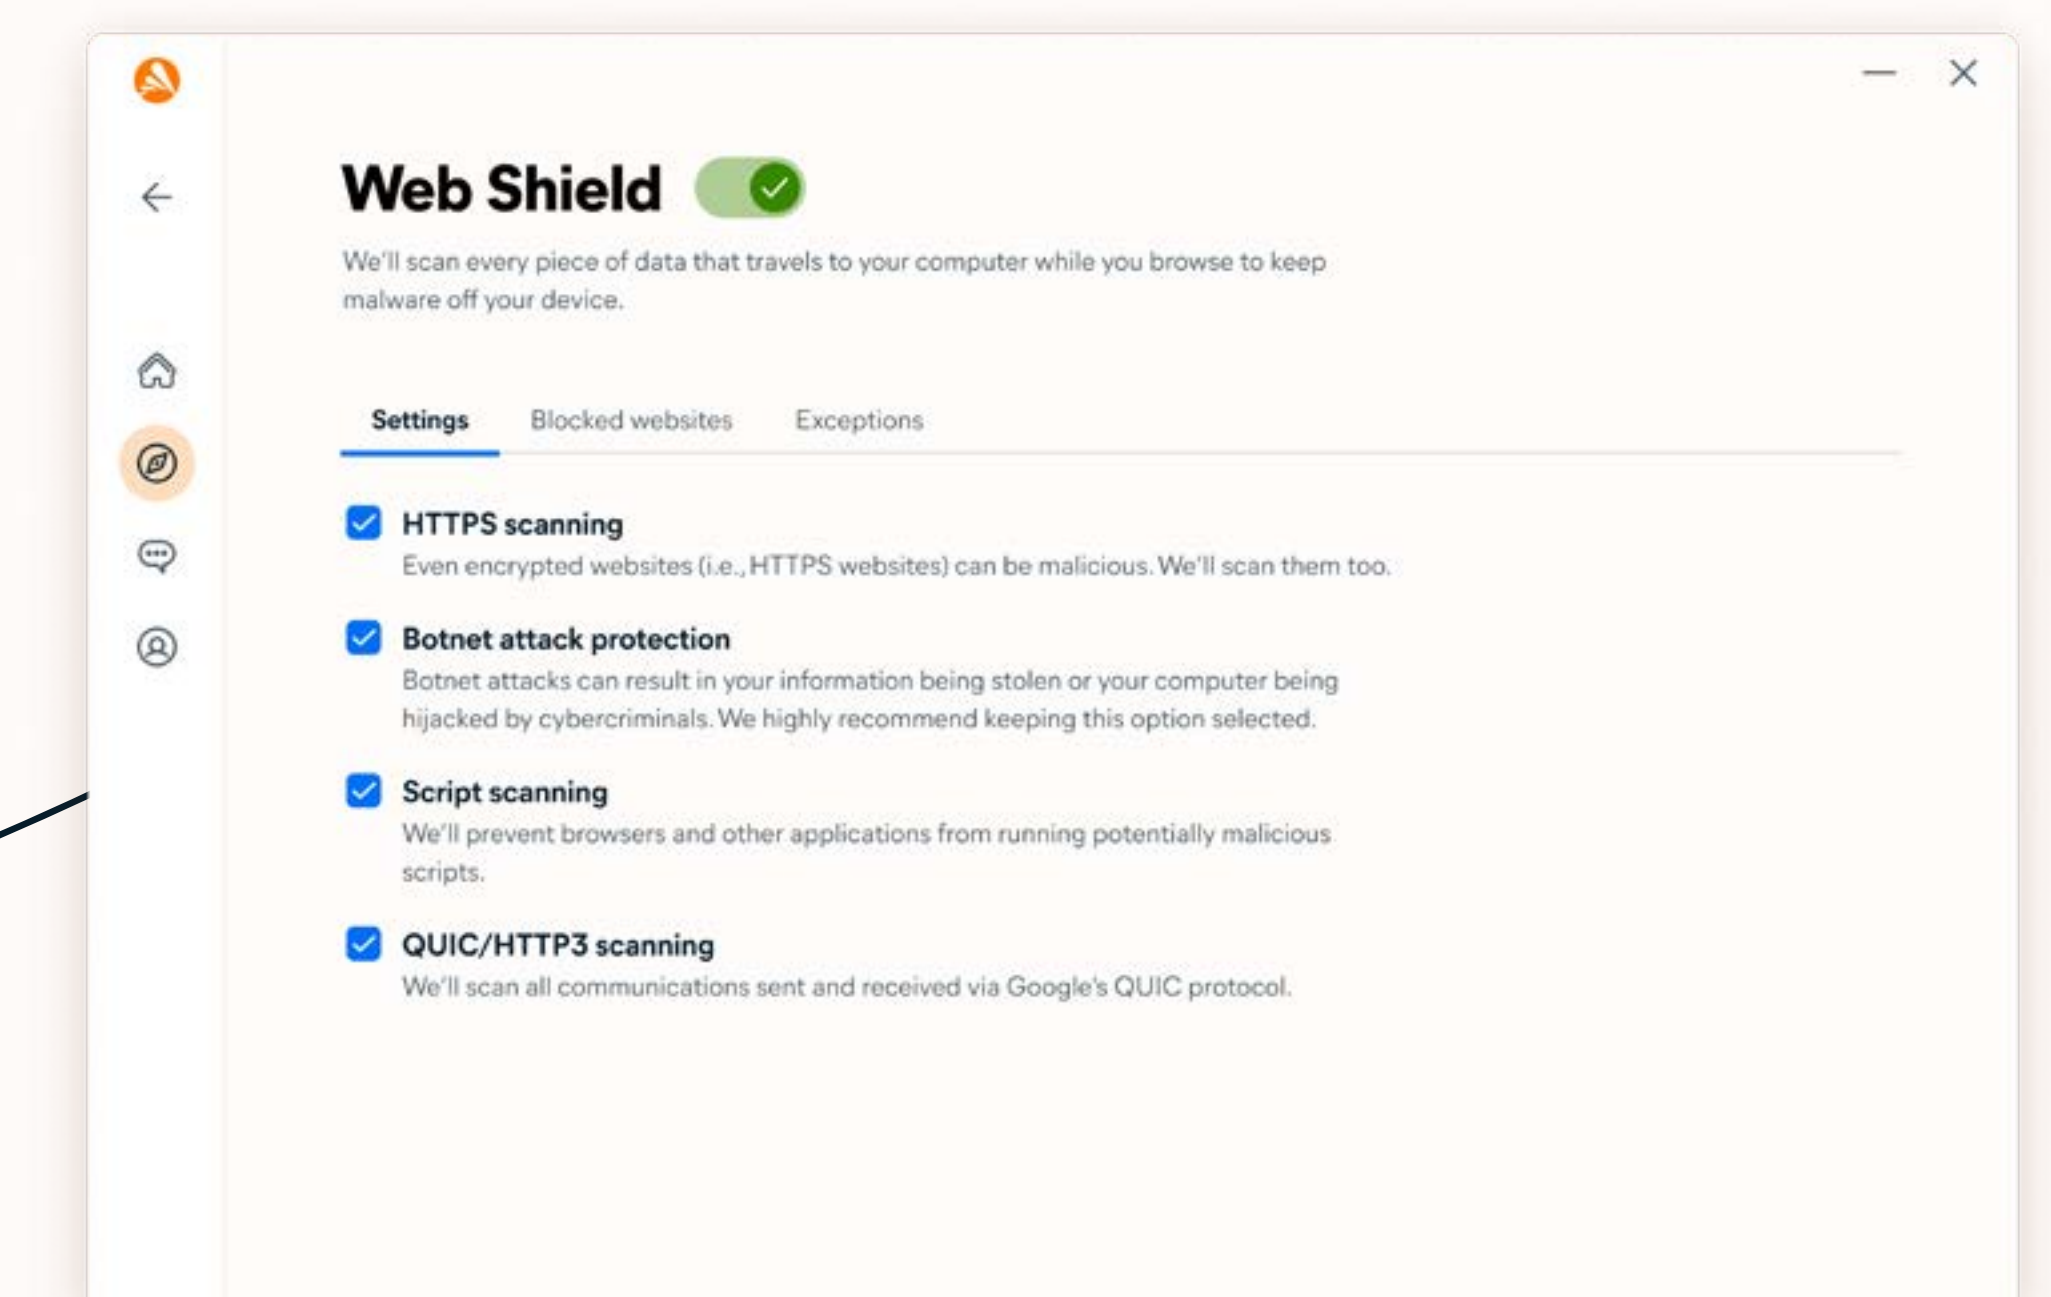 Web Shield
We'll scan every piece of data that travels to your computer while you browse to keep
malware off your device.
Settings Blocked websites Exceptions
HTTPS scanning
Even encrypted websites (i.e., HTTPS websites) can be malicious. We'll scan them too.
Botnet attack protection
Botnet attacks can result in your information being stolen or your computer being
hijacked by cybercriminals. We highly recommend keeping this option selected.
Script scanning
We'll prevent browsers and other applications from running potentially malicious
scripts.
QUIC/HTTP3 scanning
We'll scan all communications sent and received via Google's QUIC protocol.